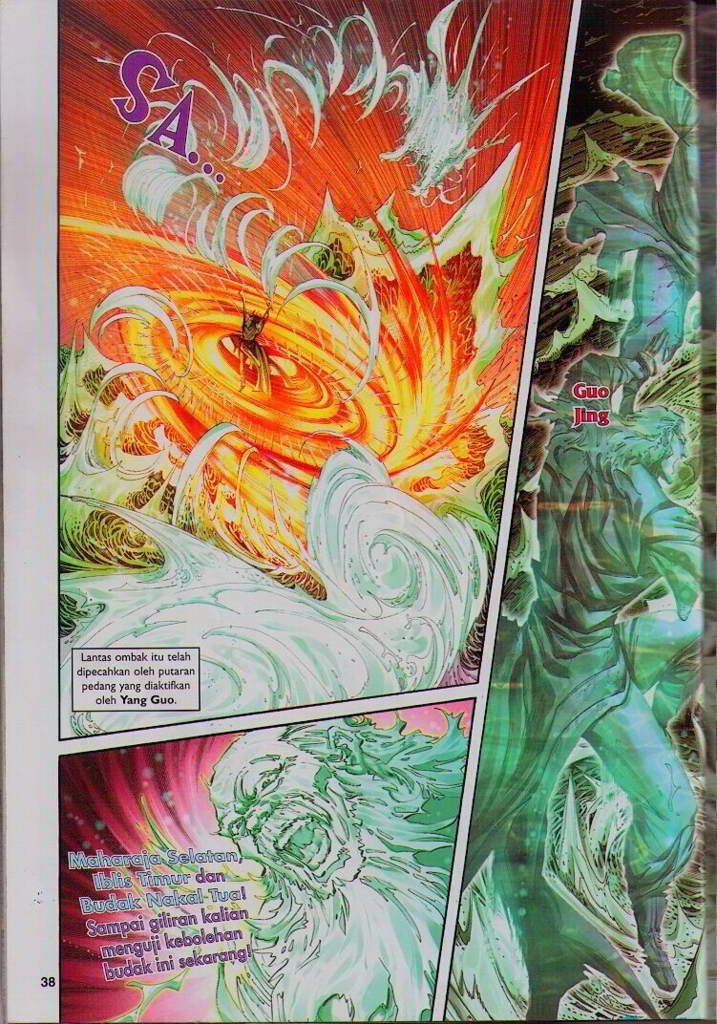 SA...
Guo
Jing
Lantas ombak itu telah
dipecahkan oleh putaran
pedang yang diaktifkan
oleh Yang Guo.
Maharaja Selatan,
Iblis Timur dan
Budak Nakal Tua!
Sampai giliran kalian
menguji kebolehan
budak ini sekarang!
38